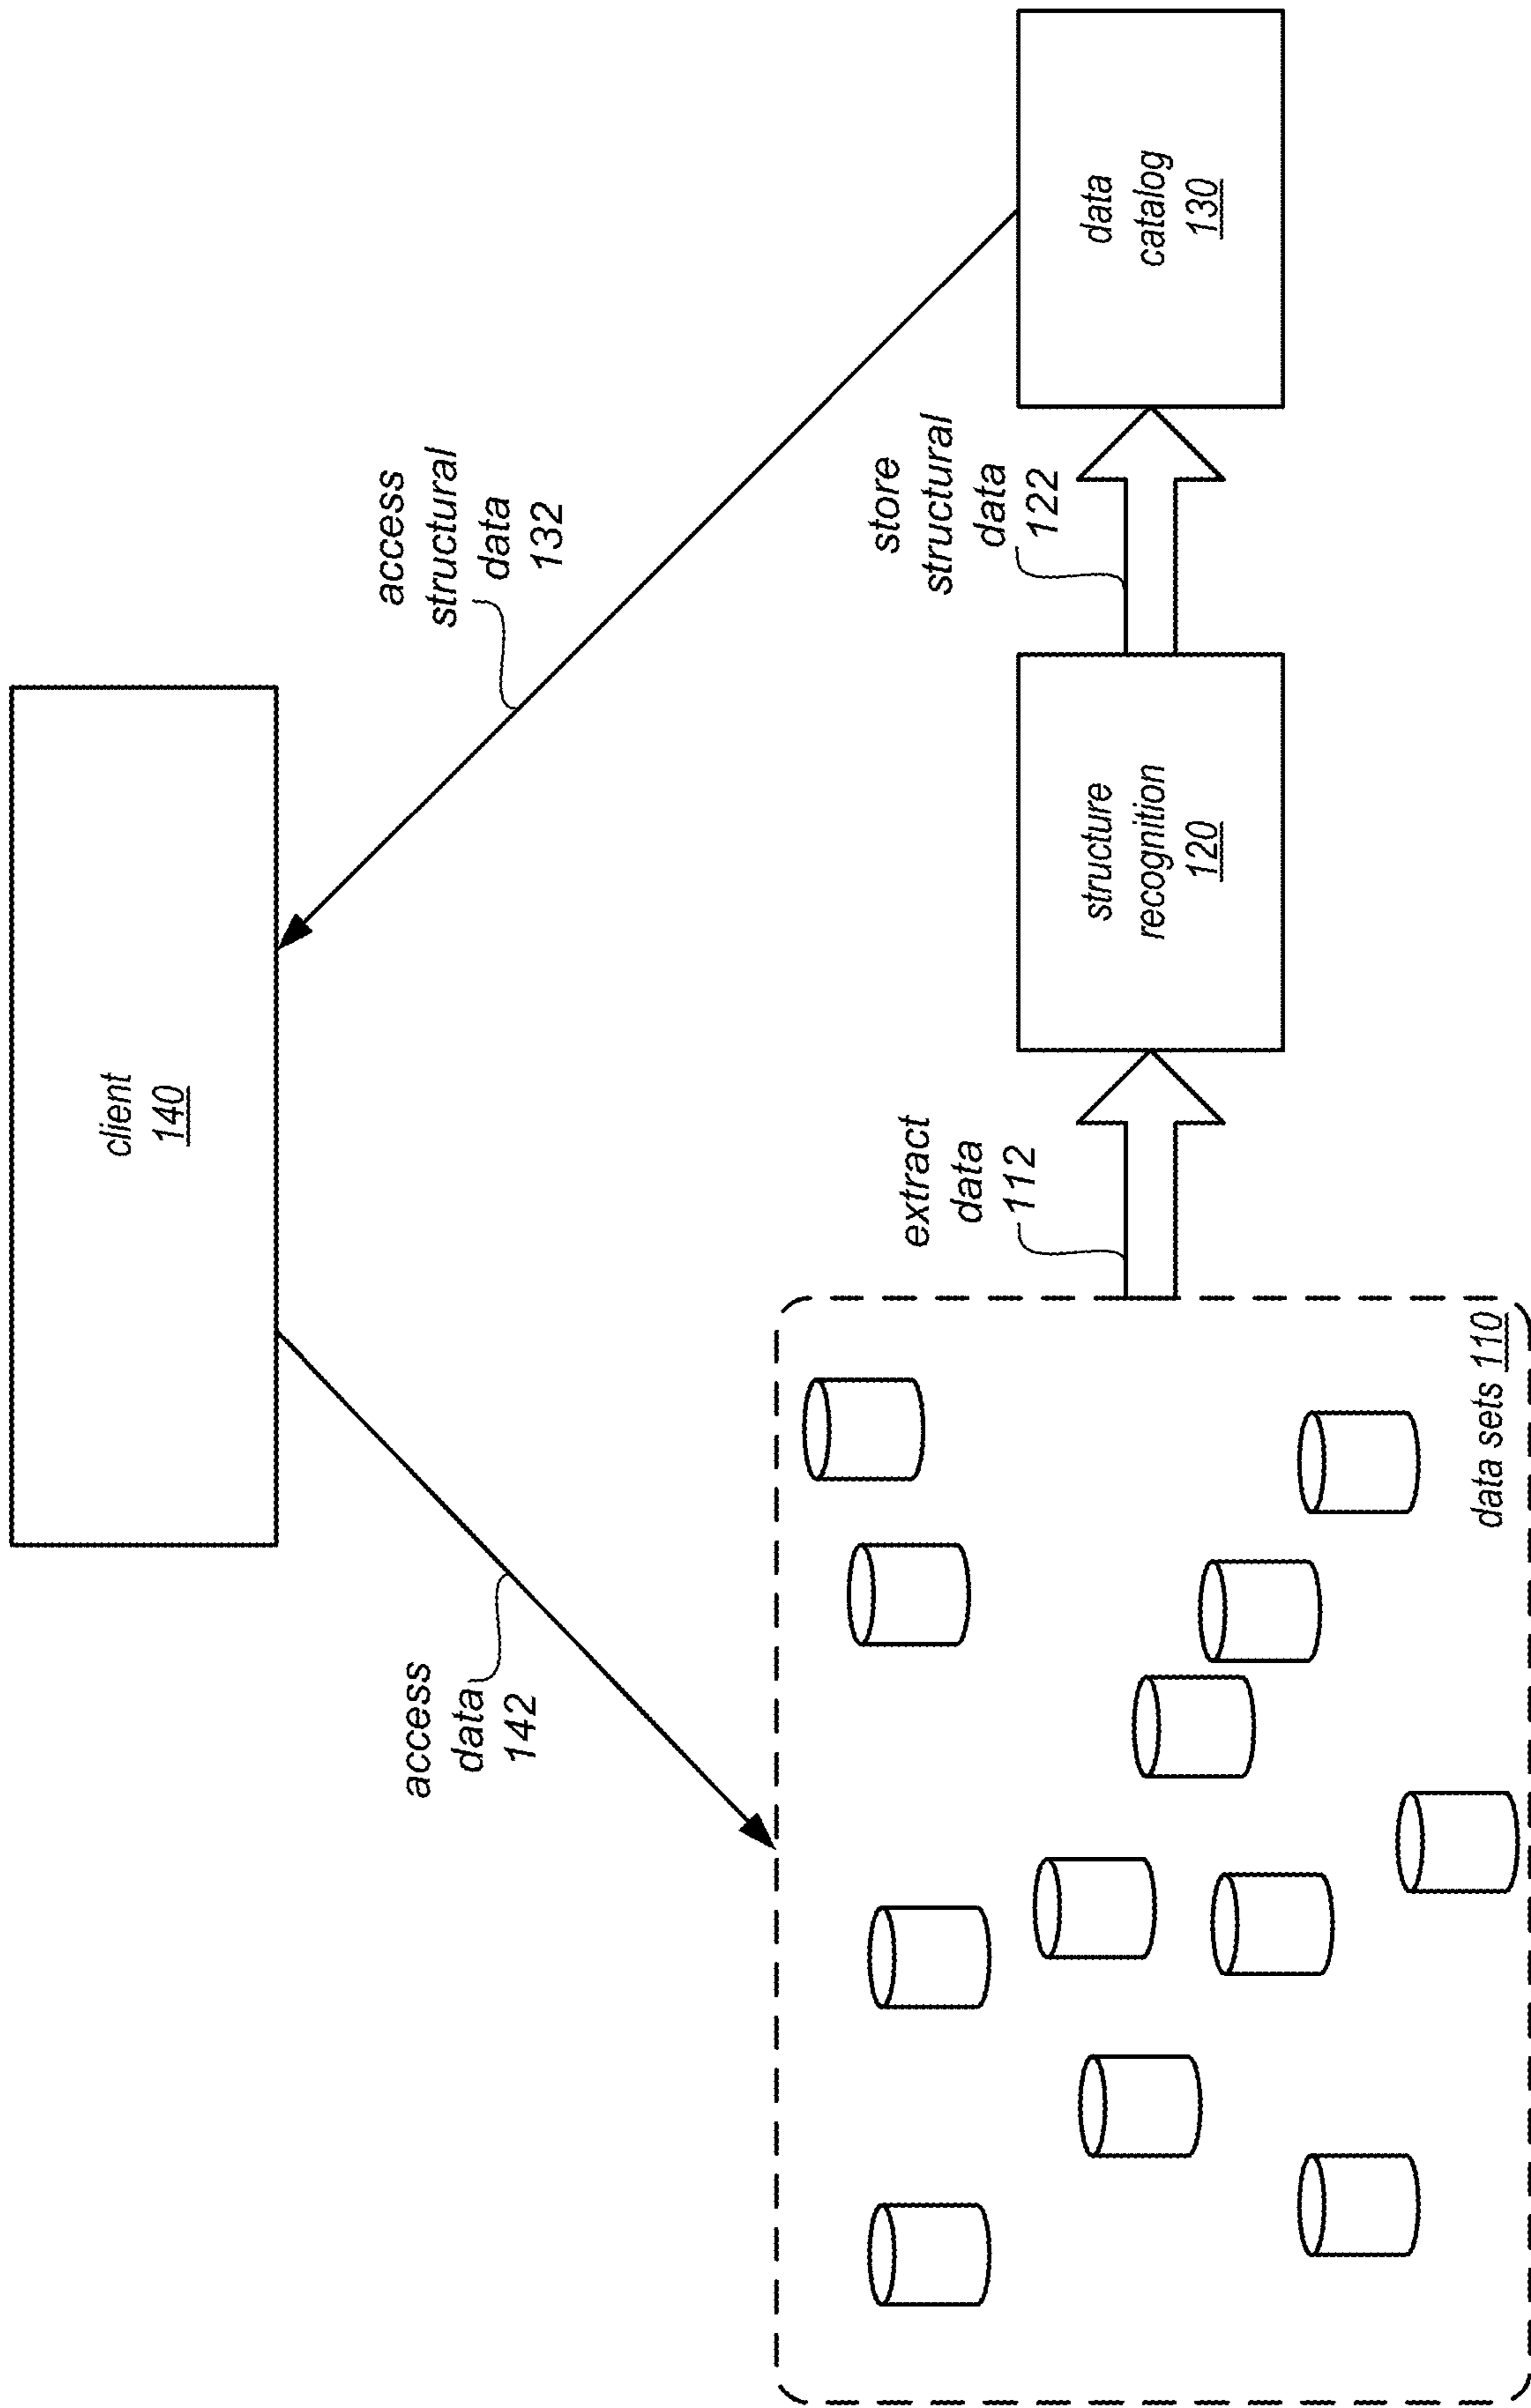 client
140
access
data
142
access
structural
data
132
data sets 110
extract
data
112
structure
recognition
120
store
structural
data
122
data
catalog
130